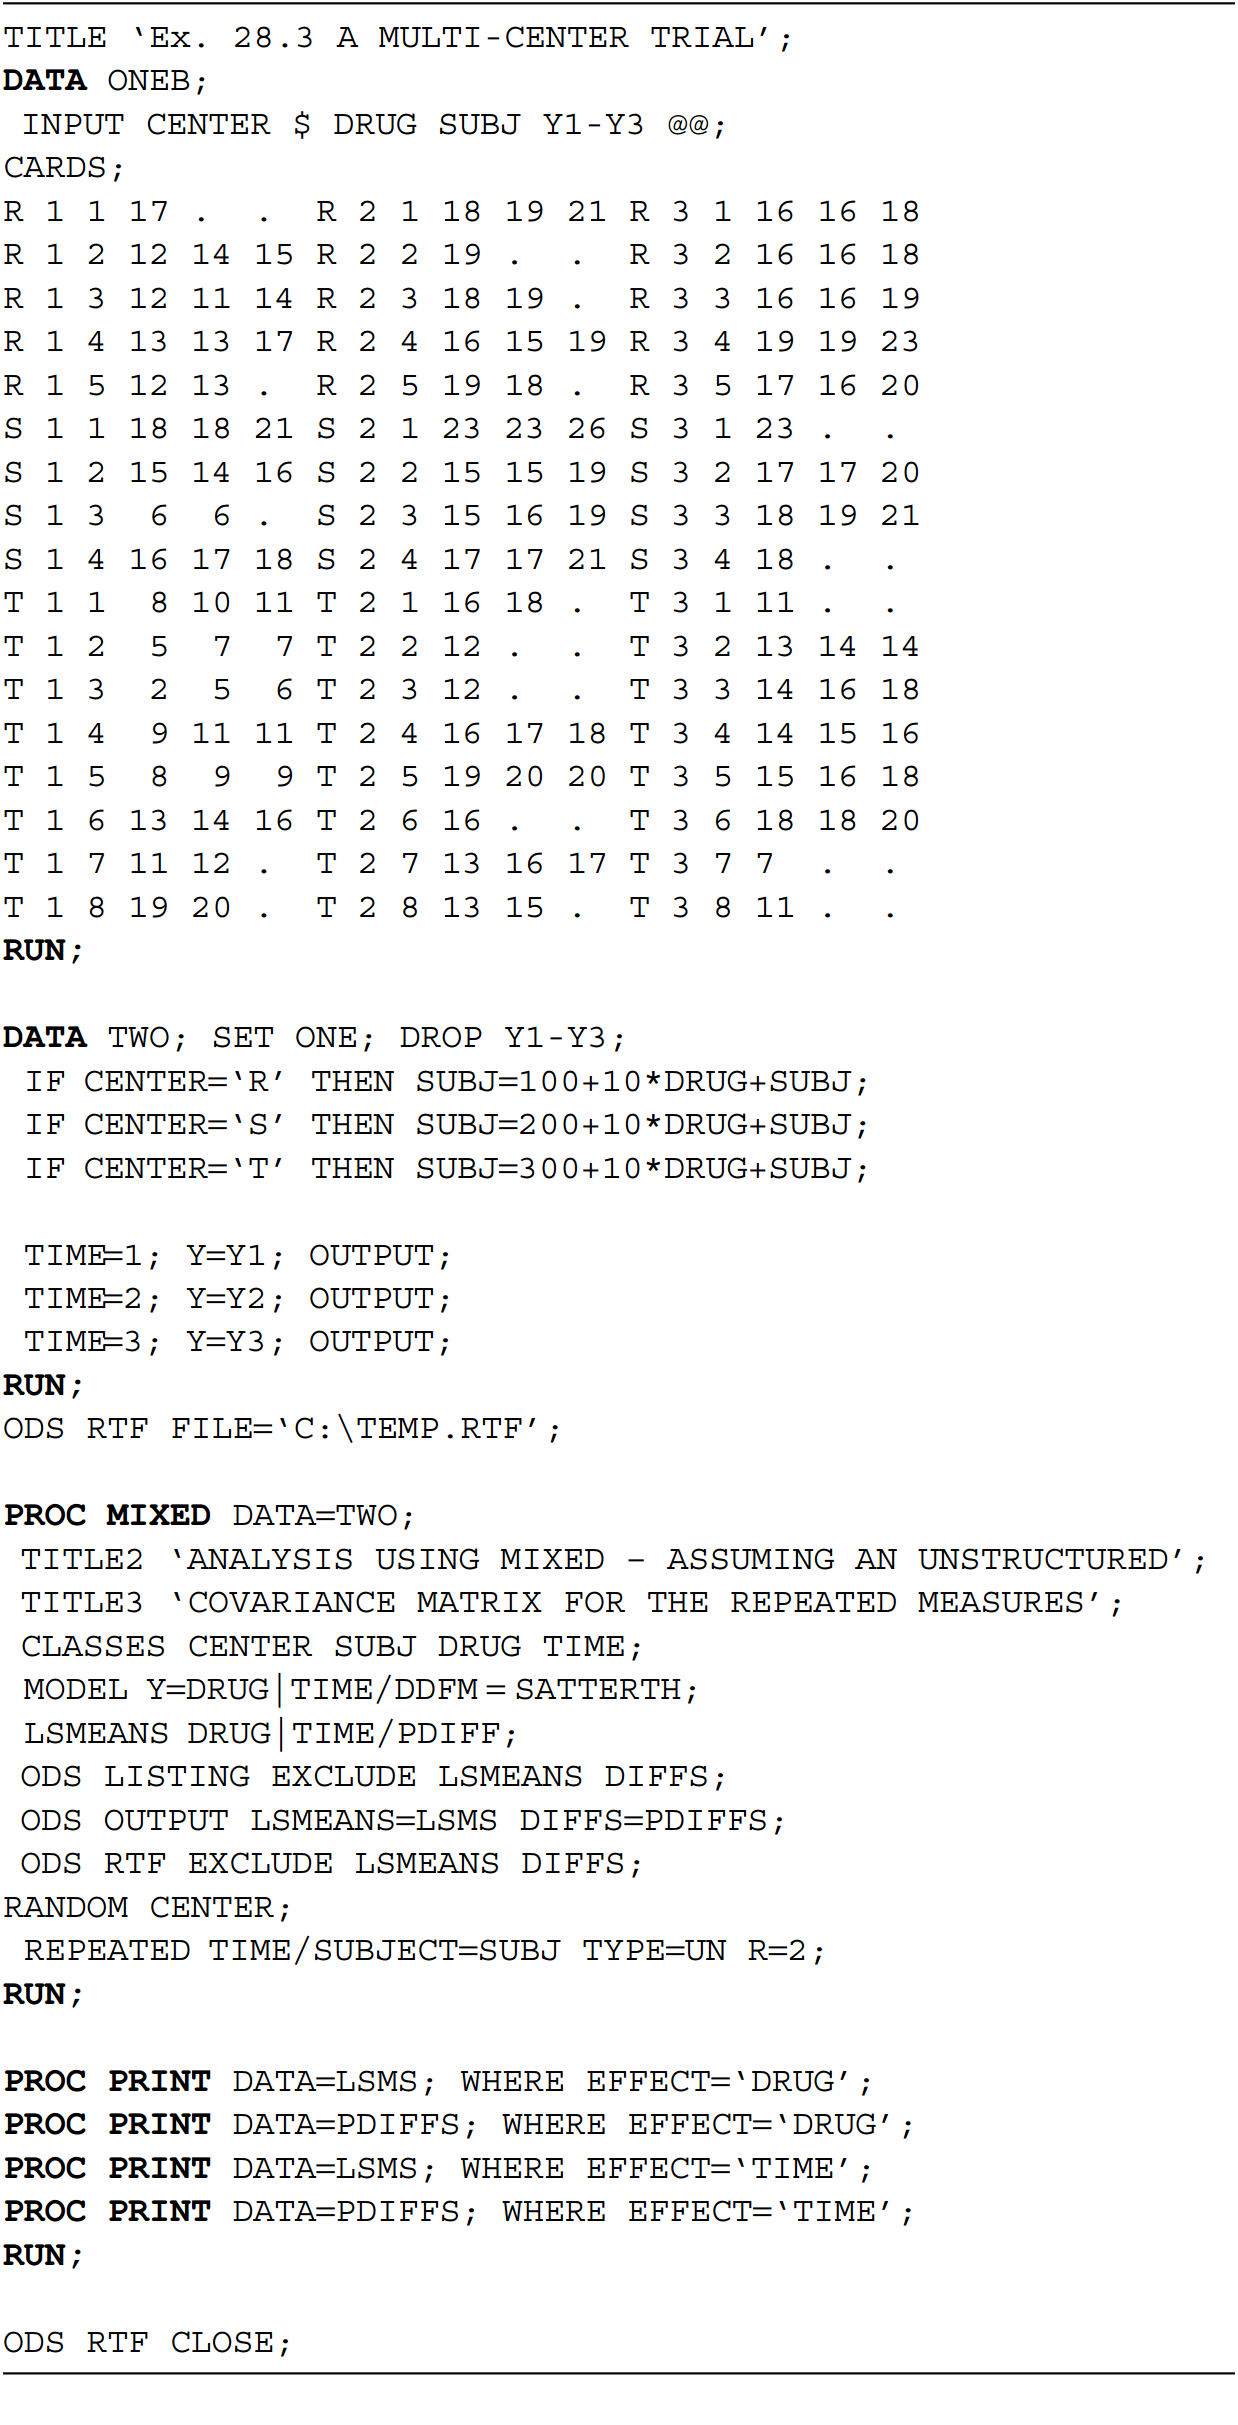 TITLE ‘Ex. 28.3 A MULTI-CENTER TRIAL’;
DATA ONEB;
INPUT CENTER $ DRUG SUBJ Y1-Y3 @@;
CARDS;
R 1 1 17 . . R 2 1 18 19 21 R 3 1 16 16 18
R 1 2 12 14 15 R 2 2 19 . . R 3 2 16 16 18
R 1 3 12 11 14 R 2 3 18 19 . R 3 3 16 16 19
R 1 4 13 13 17 R 2 4 16 15 19 R 3 4 19 19 23
R 1 5 12 13 . R 2 5 19 18 . R 3 5 17 16 20
S 1 1 18 18 21 S 2 1 23 23 26 S 3 1 23 . .
S 1 2 15 14 16 S 2 2 15 15 19 S 3 2 17 17 20
S 1 3 6 6 . S 2 3 15 16 19 S 3 3 18 19 21
S 1 4 16 17 18 S 2 4 17 17 21 S 3 4 18 . .
T 1 1 8 10 11 T 2 1 16 18 . T 3 1 11 . .
T 1 2 5 7 7 T 2 2 12 . . T 3 2 13 14 14
T 1 3 2 5 6 T 2 3 12 . . T 3 3 14 16 18
T 1 4 9 11 11 T 2 4 16 17 18 T 3 4 14 15 16
T 1 5 8 9 9 T 2 5 19 20 20 T 3 5 15 16 18
T 1 6 13 14 16 T 2 6 16 . . T 3 6 18 18 20
T 1 7 11 12 . T 2 7 13 16 17 T 3 7 7 . .
T 1 8 19 20 . T 2 8 13 15 . T 3 8 11 . .
RUN;
DATA TWO; SET ONE; DROP Y1-Y3;
IF CENTER=‘R’ THEN SUBJ=100+10*DRUG+SUBJ;
IF CENTER=‘S’ THEN SUBJ=200+10*DRUG+SUBJ;
IF CENTER=‘T’ THEN SUBJ=300+10*DRUG+SUBJ;
TIME=1; Y=Y1; OUTPUT;
TIME=2; Y=Y2; OUTPUT;
TIME=3; Y=Y3; OUTPUT;
RUN;
ODS RTF FILE=‘C:\TEMP.RTF’;
PROC MIXED DATA=TWO;
TITLE2 ‘ANALYSIS USING MIXED – ASSUMING AN UNSTRUCTURED’;
TITLE3 ‘COVARIANCE MATRIX FOR THE REPEATED MEASURES’;
CLASSES CENTER SUBJ DRUG TIME;
MODEL Y=DRUG|TIME/DDFM=SATTERTH;
LSMEANS DRUG|TIME/PDIFF;
ODS LISTING EXCLUDE LSMEANS DIFFS;
ODS OUTPUT LSMEANS=LSMS DIFFS=PDIFFS;
ODS RTF EXCLUDE LSMEANS DIFFS;
RANDOM CENTER;
REPEATED TIME/SUBJECT=SUBJ TYPE=UN R=2;
RUN;
PROC PRINT DATA=LSMS; WHERE EFFECT=‘DRUG’;
PROC PRINT DATA=PDIFFS; WHERE EFFECT=‘DRUG’;
PROC PRINT DATA=LSMS; WHERE EFFECT=‘TIME’;
PROC PRINT DATA=PDIFFS; WHERE EFFECT=‘TIME’;
RUN;
ODS RTF CLOSE;